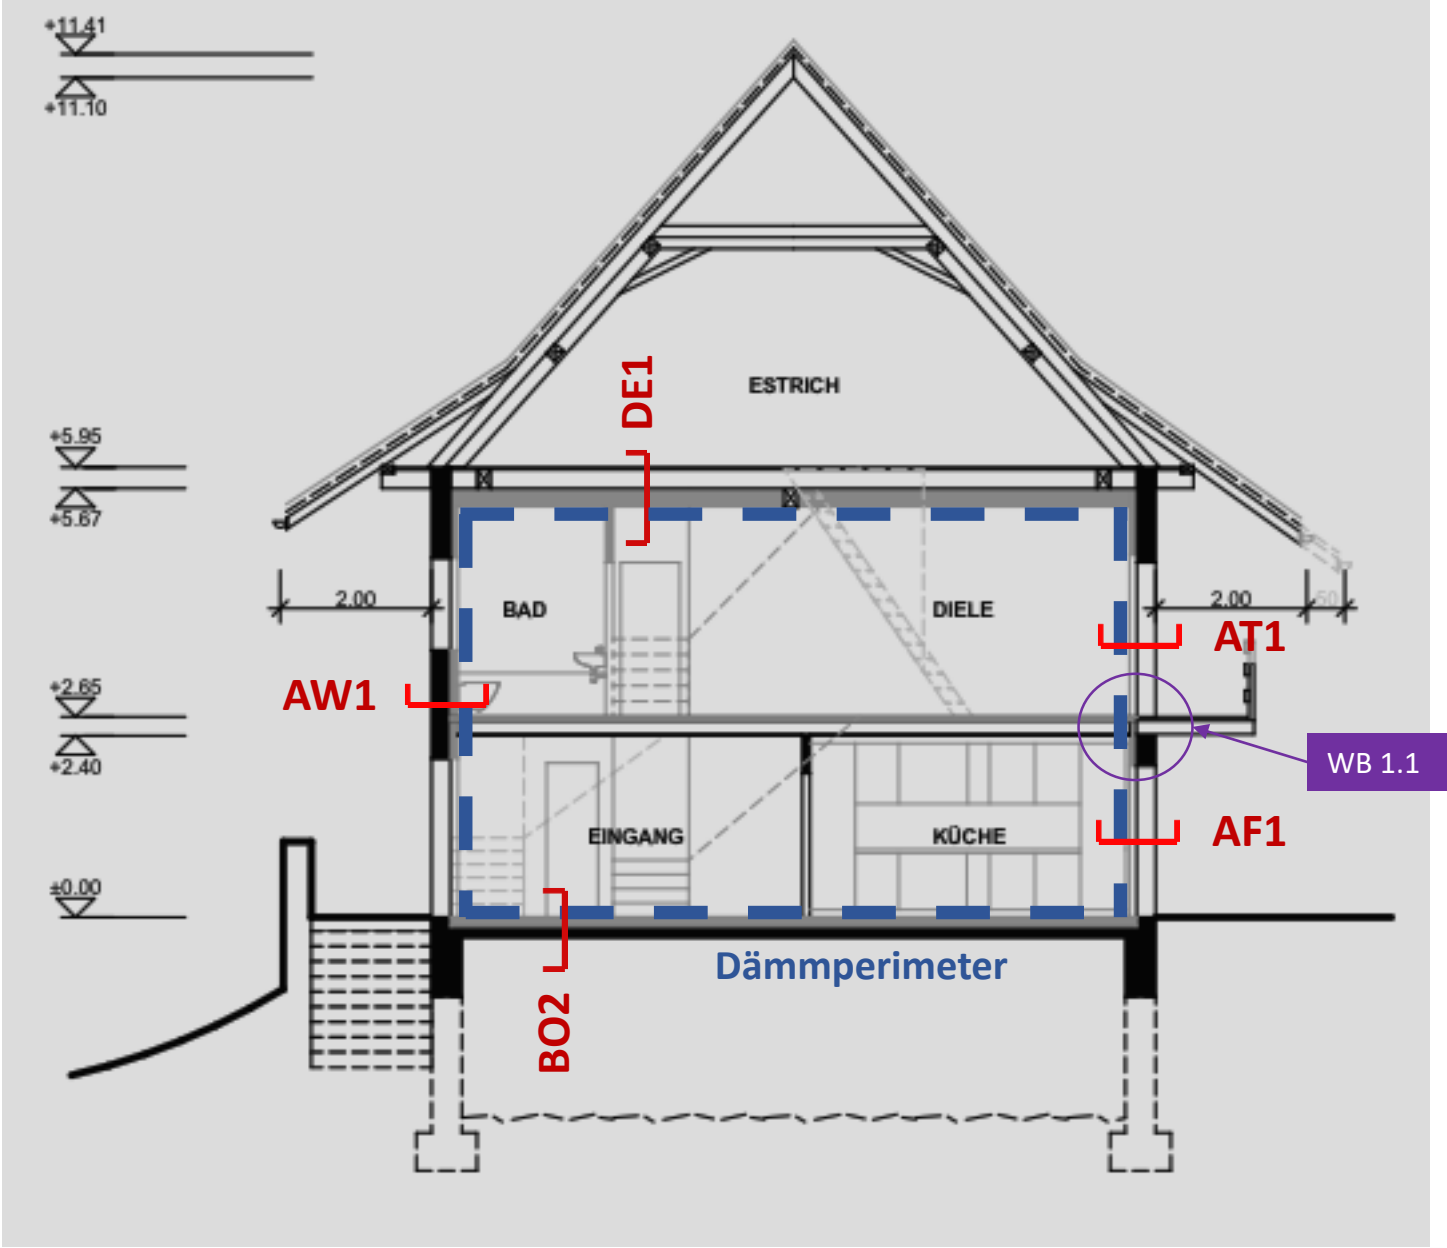 +11.41
+11.10
DE1
ESTRICH
+5.95
+5.67
2.00
BAD
DIELE
2.00
50
AT1
AW1
+2.65
+2.40
WB 1.1
EINGANG
KÜCHE
AF1
±0.00
Dämmperimeter
BO2